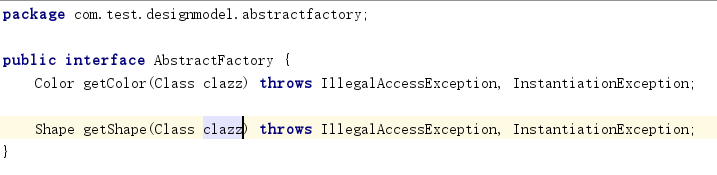 package com.test.designmodel.abstractfactory;
public interface AbstractFactory {
Color getColor(Class clazz) throws IllegalAccessException, InstantiationException;
Shape getShape(Class clazz) throws IllegalAccessException, InstantiationException;
}